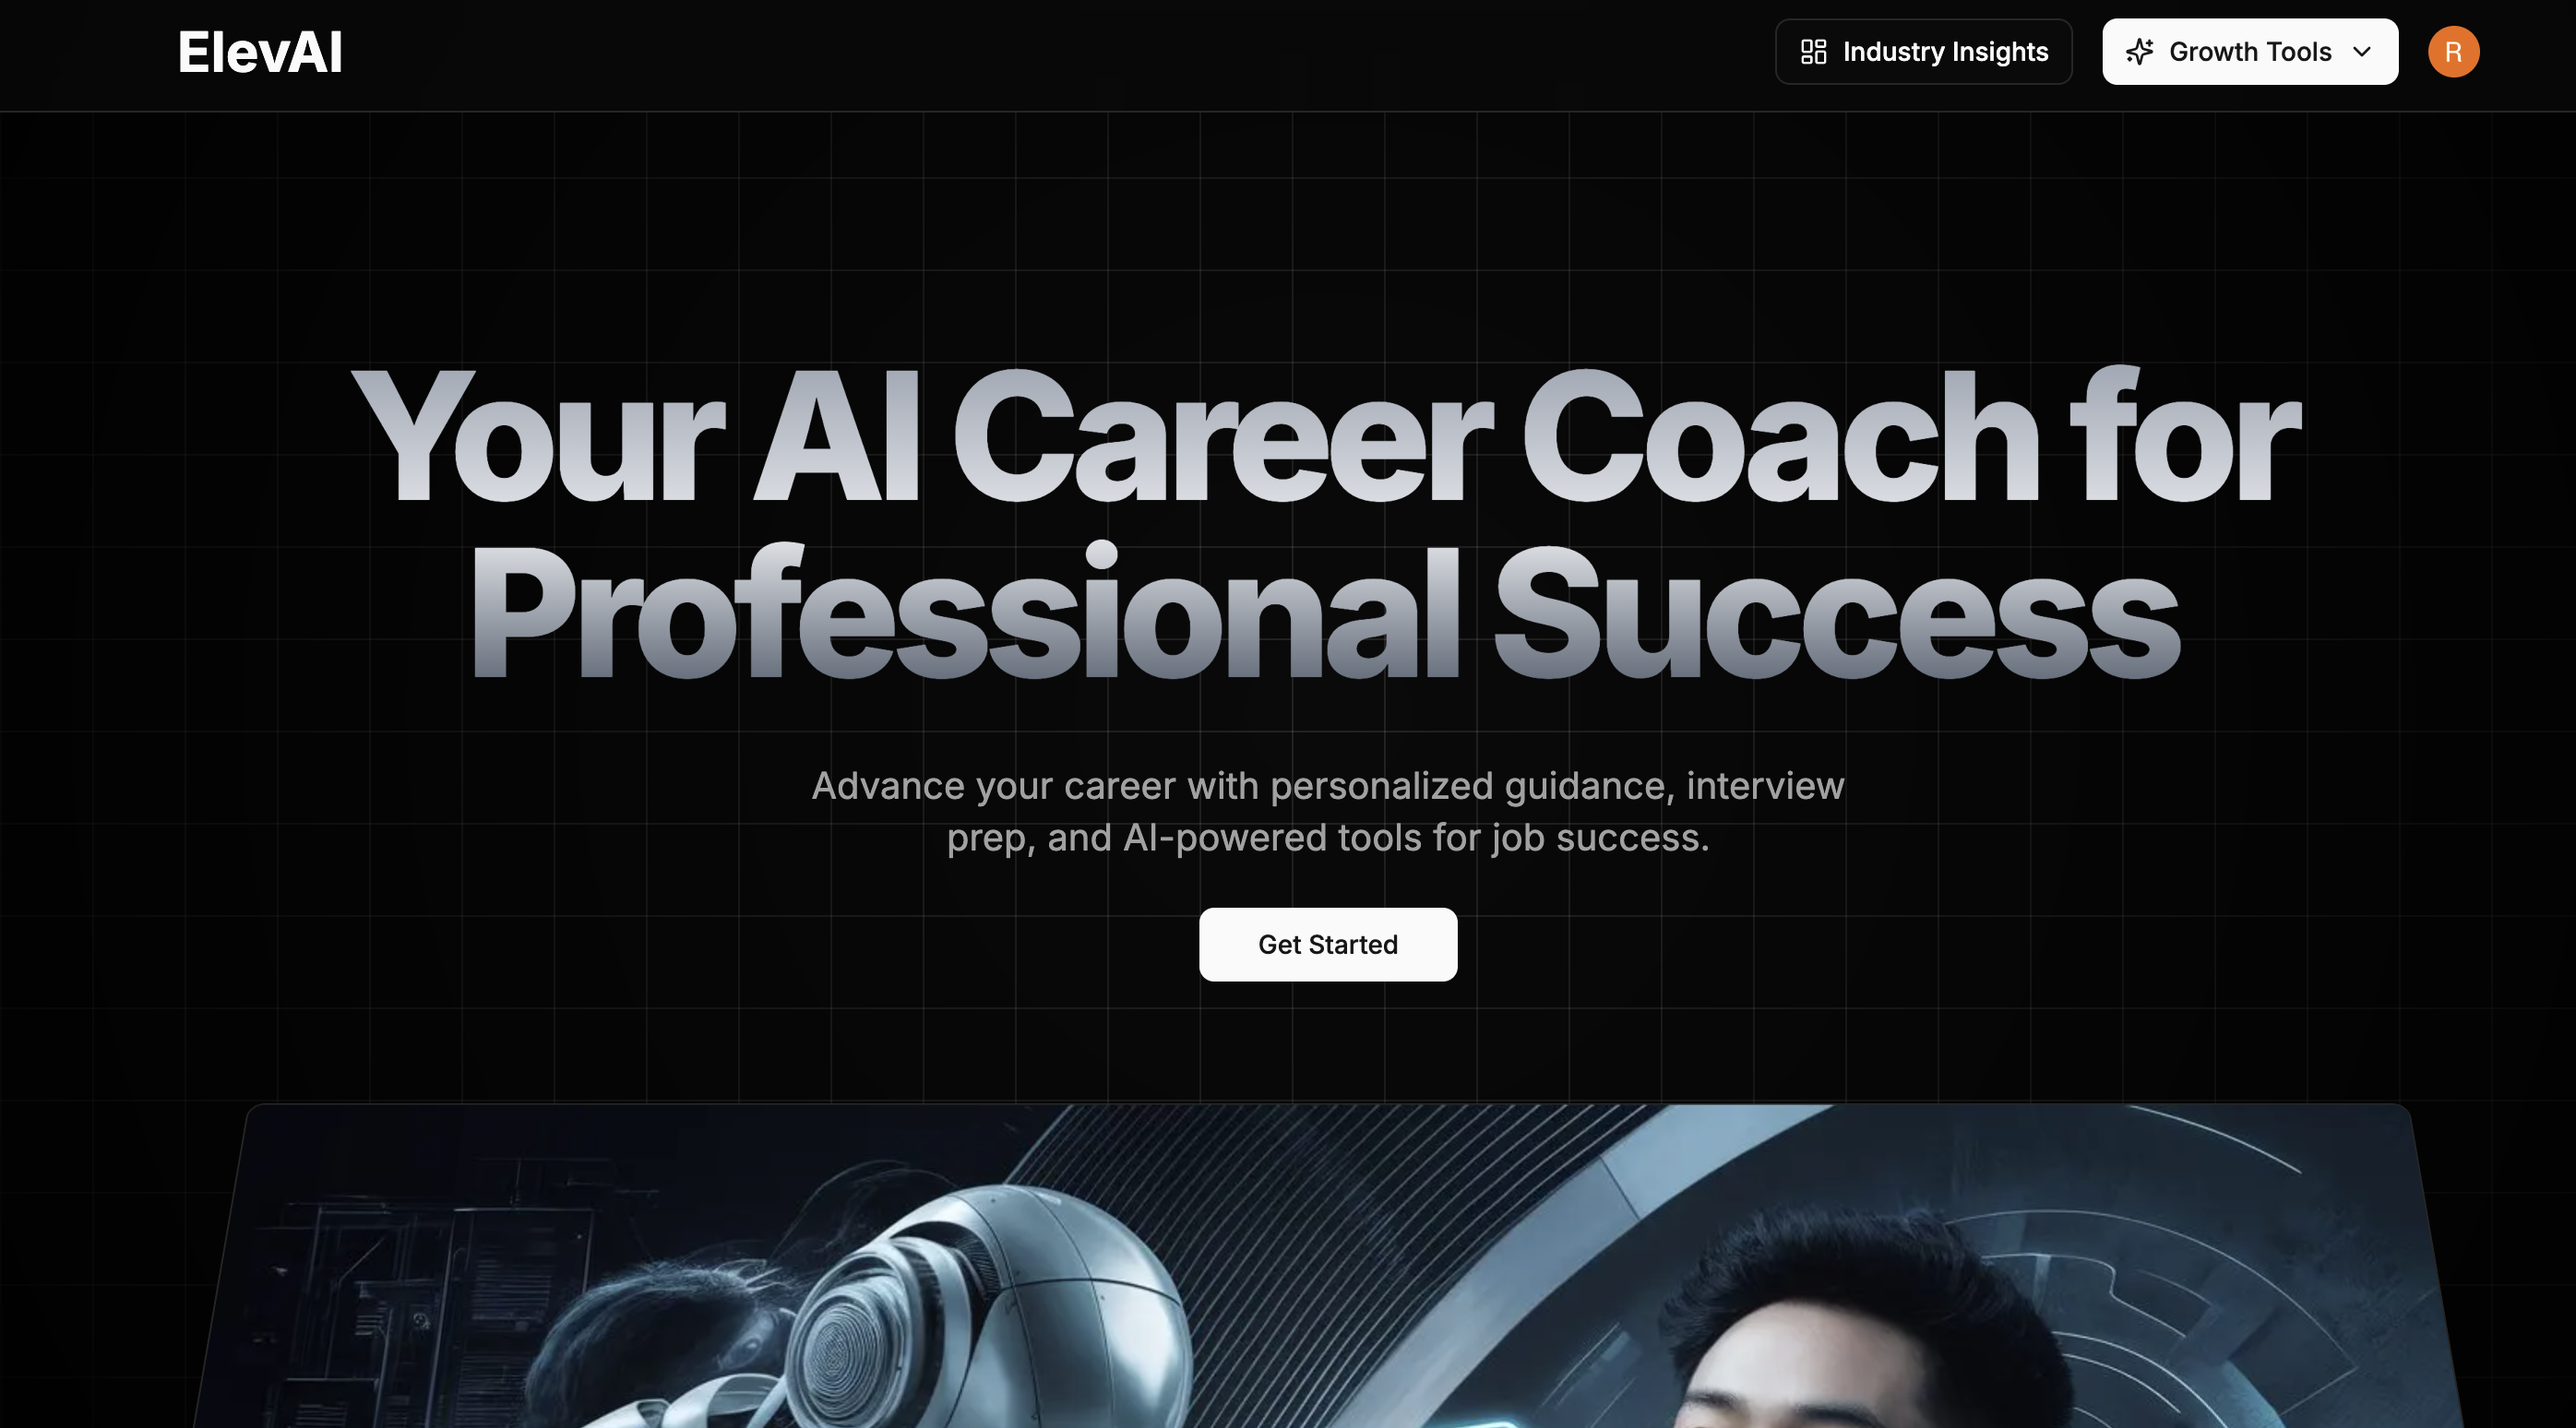 ElevAI
Industry Insights
Growth Tools
R
Your AI Career Coach for
Professional Success
Advance your career with personalized guidance, interview
prep, and AI-powered tools for job success.
Get Started